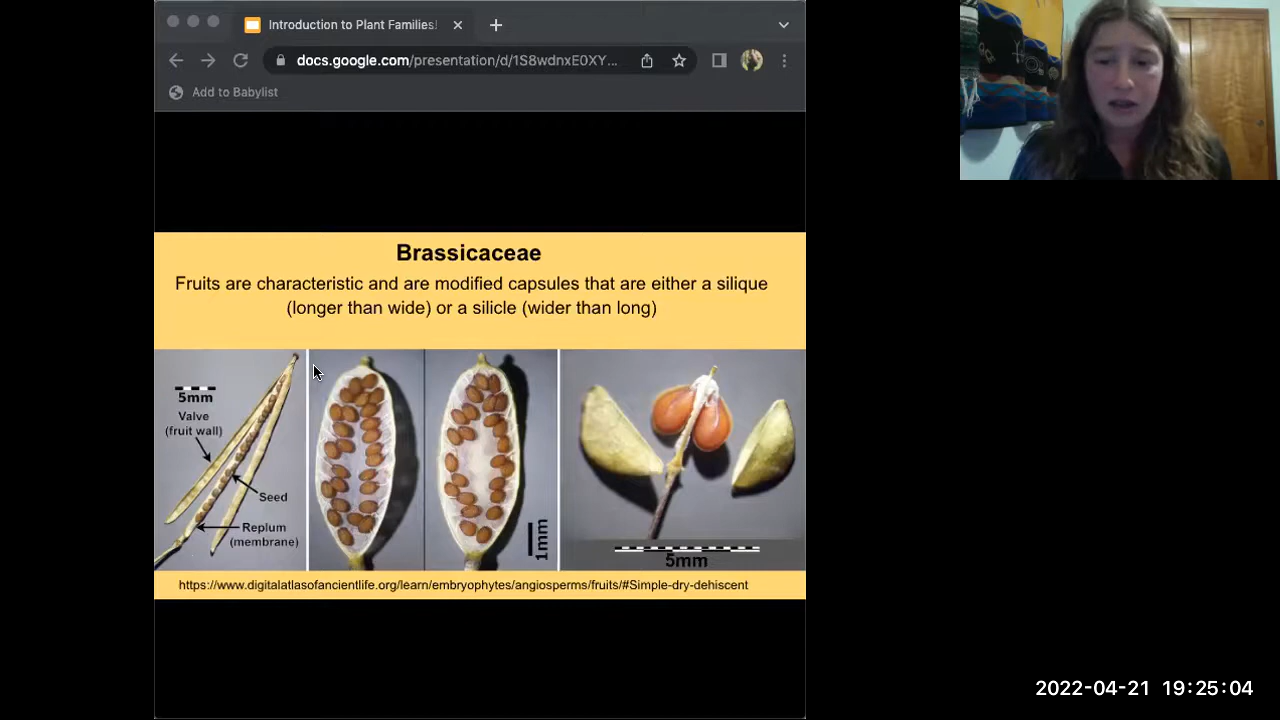 Introduction to Plant Families!
docs.google.com/presentation/d/1S8wdnxE0XY...
Add to Babylist
Brassicaceae
Fruits are characteristic and are modified capsules that are either a silique
(longer than wide) or a silicle (wider than long)
5mm
Valve
(fruit wall)
Seed
Replum
(membrane)
1mm
5mm
https://www.digitalatlasofancientlife.org/learn/embryophytes/angiosperms/fruits/#Simple-dry-dehiscent
2022-04-21 19:25:04